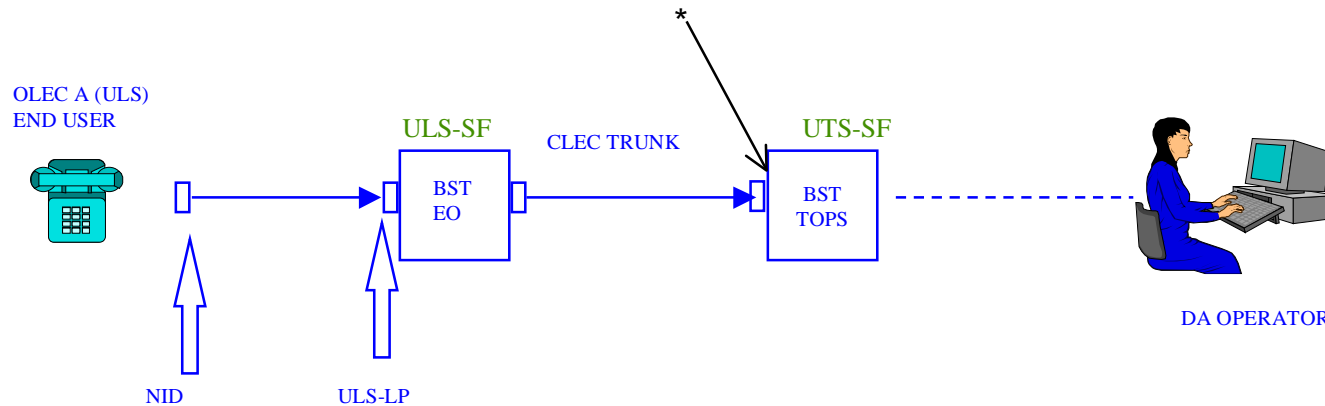 *
OLEC A (ULS)
END USER
ULS-SF
CLEC TRUNK
UTS-SF
BST
EO
BST
TOPS
DA OPERATOR
NID
ULS-LP